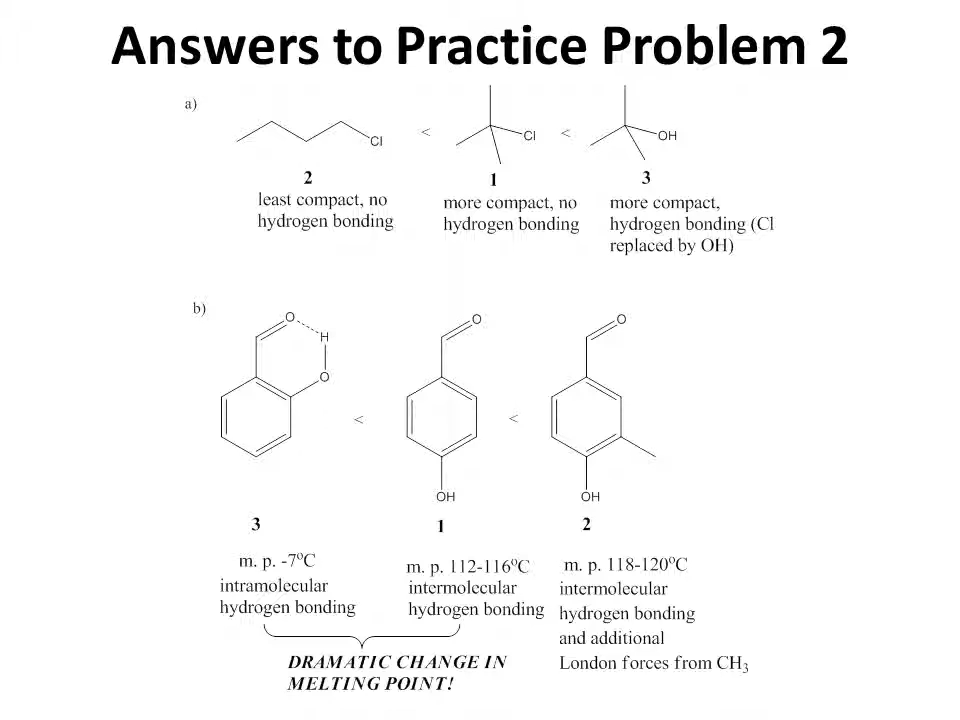 Answers to Practice Problem 2
a)
Cl
<
Cl
<
OH
2
1
3
least compact, no
hydrogen bonding
more compact, no
hydrogen bonding
more compact,
hydrogen bonding (Cl
replaced by OH)
b)
O
H
O
<
O
OH
<
O
OH
3
1
2
m. p. -7°C
intramolecular
hydrogen bonding
m. p. 112-116°C
intermolecular
hydrogen bonding
m. p. 118-120°C
intermolecular
hydrogen bonding
and additional
London forces from CH₃
DRAMATIC CHANGE IN
MELTING POINT!